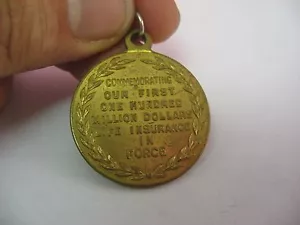 COMMEMORATING
OUR FIRST
ONE HUNDRED
MILLION DOLLARS
LIFE INSURANCE
IN
FORCE